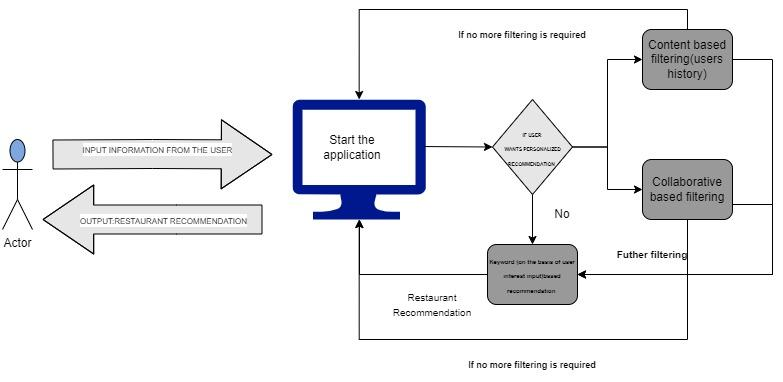 If no more filtering is required
Content based
filtering(users
history)
Start the
application
IF USER
WANTS PERSONALIZED
RECOMMENDATION
INPUT INFORMATION FROM THE USER
Collaborative
based filtering
OUTPUT:RESTAURANT RECOMMENDATION
No
Actor
Futher filtering
Keyword (on the basis of user
interest input)based
recommendation
Restaurant
Recommendation
If no more filtering is required